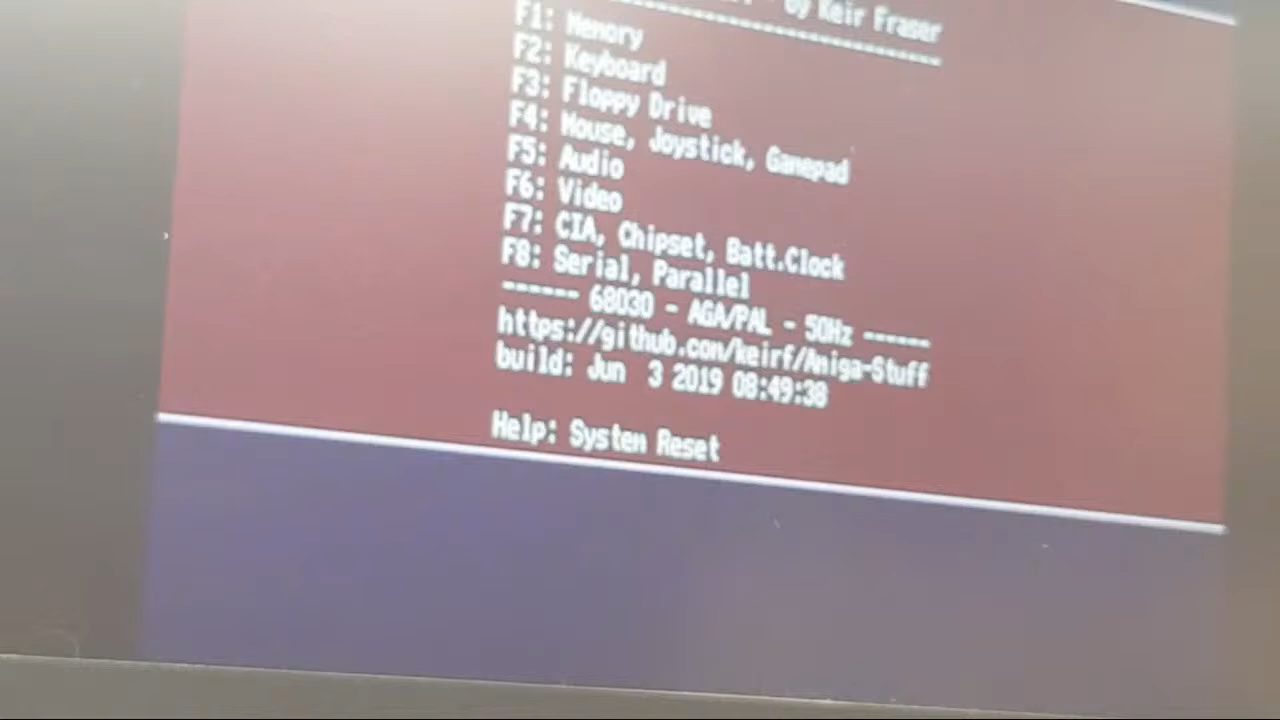 by Keir Fraser
------------------------------------
F1: Memory
F2: Keyboard
F3: Floppy Drive
F4: Mouse, Joystick, Gamepad
F5: Audio
F6: Video
F7: CIA, Chipset, Batt.Clock
F8: Serial, Parallel
------ 68030 - AGA/PAL - 50Hz ------
https://github.com/keirf/Amiga-Stuff
build: Jun  3 2019 08:49:38
Help: System Reset